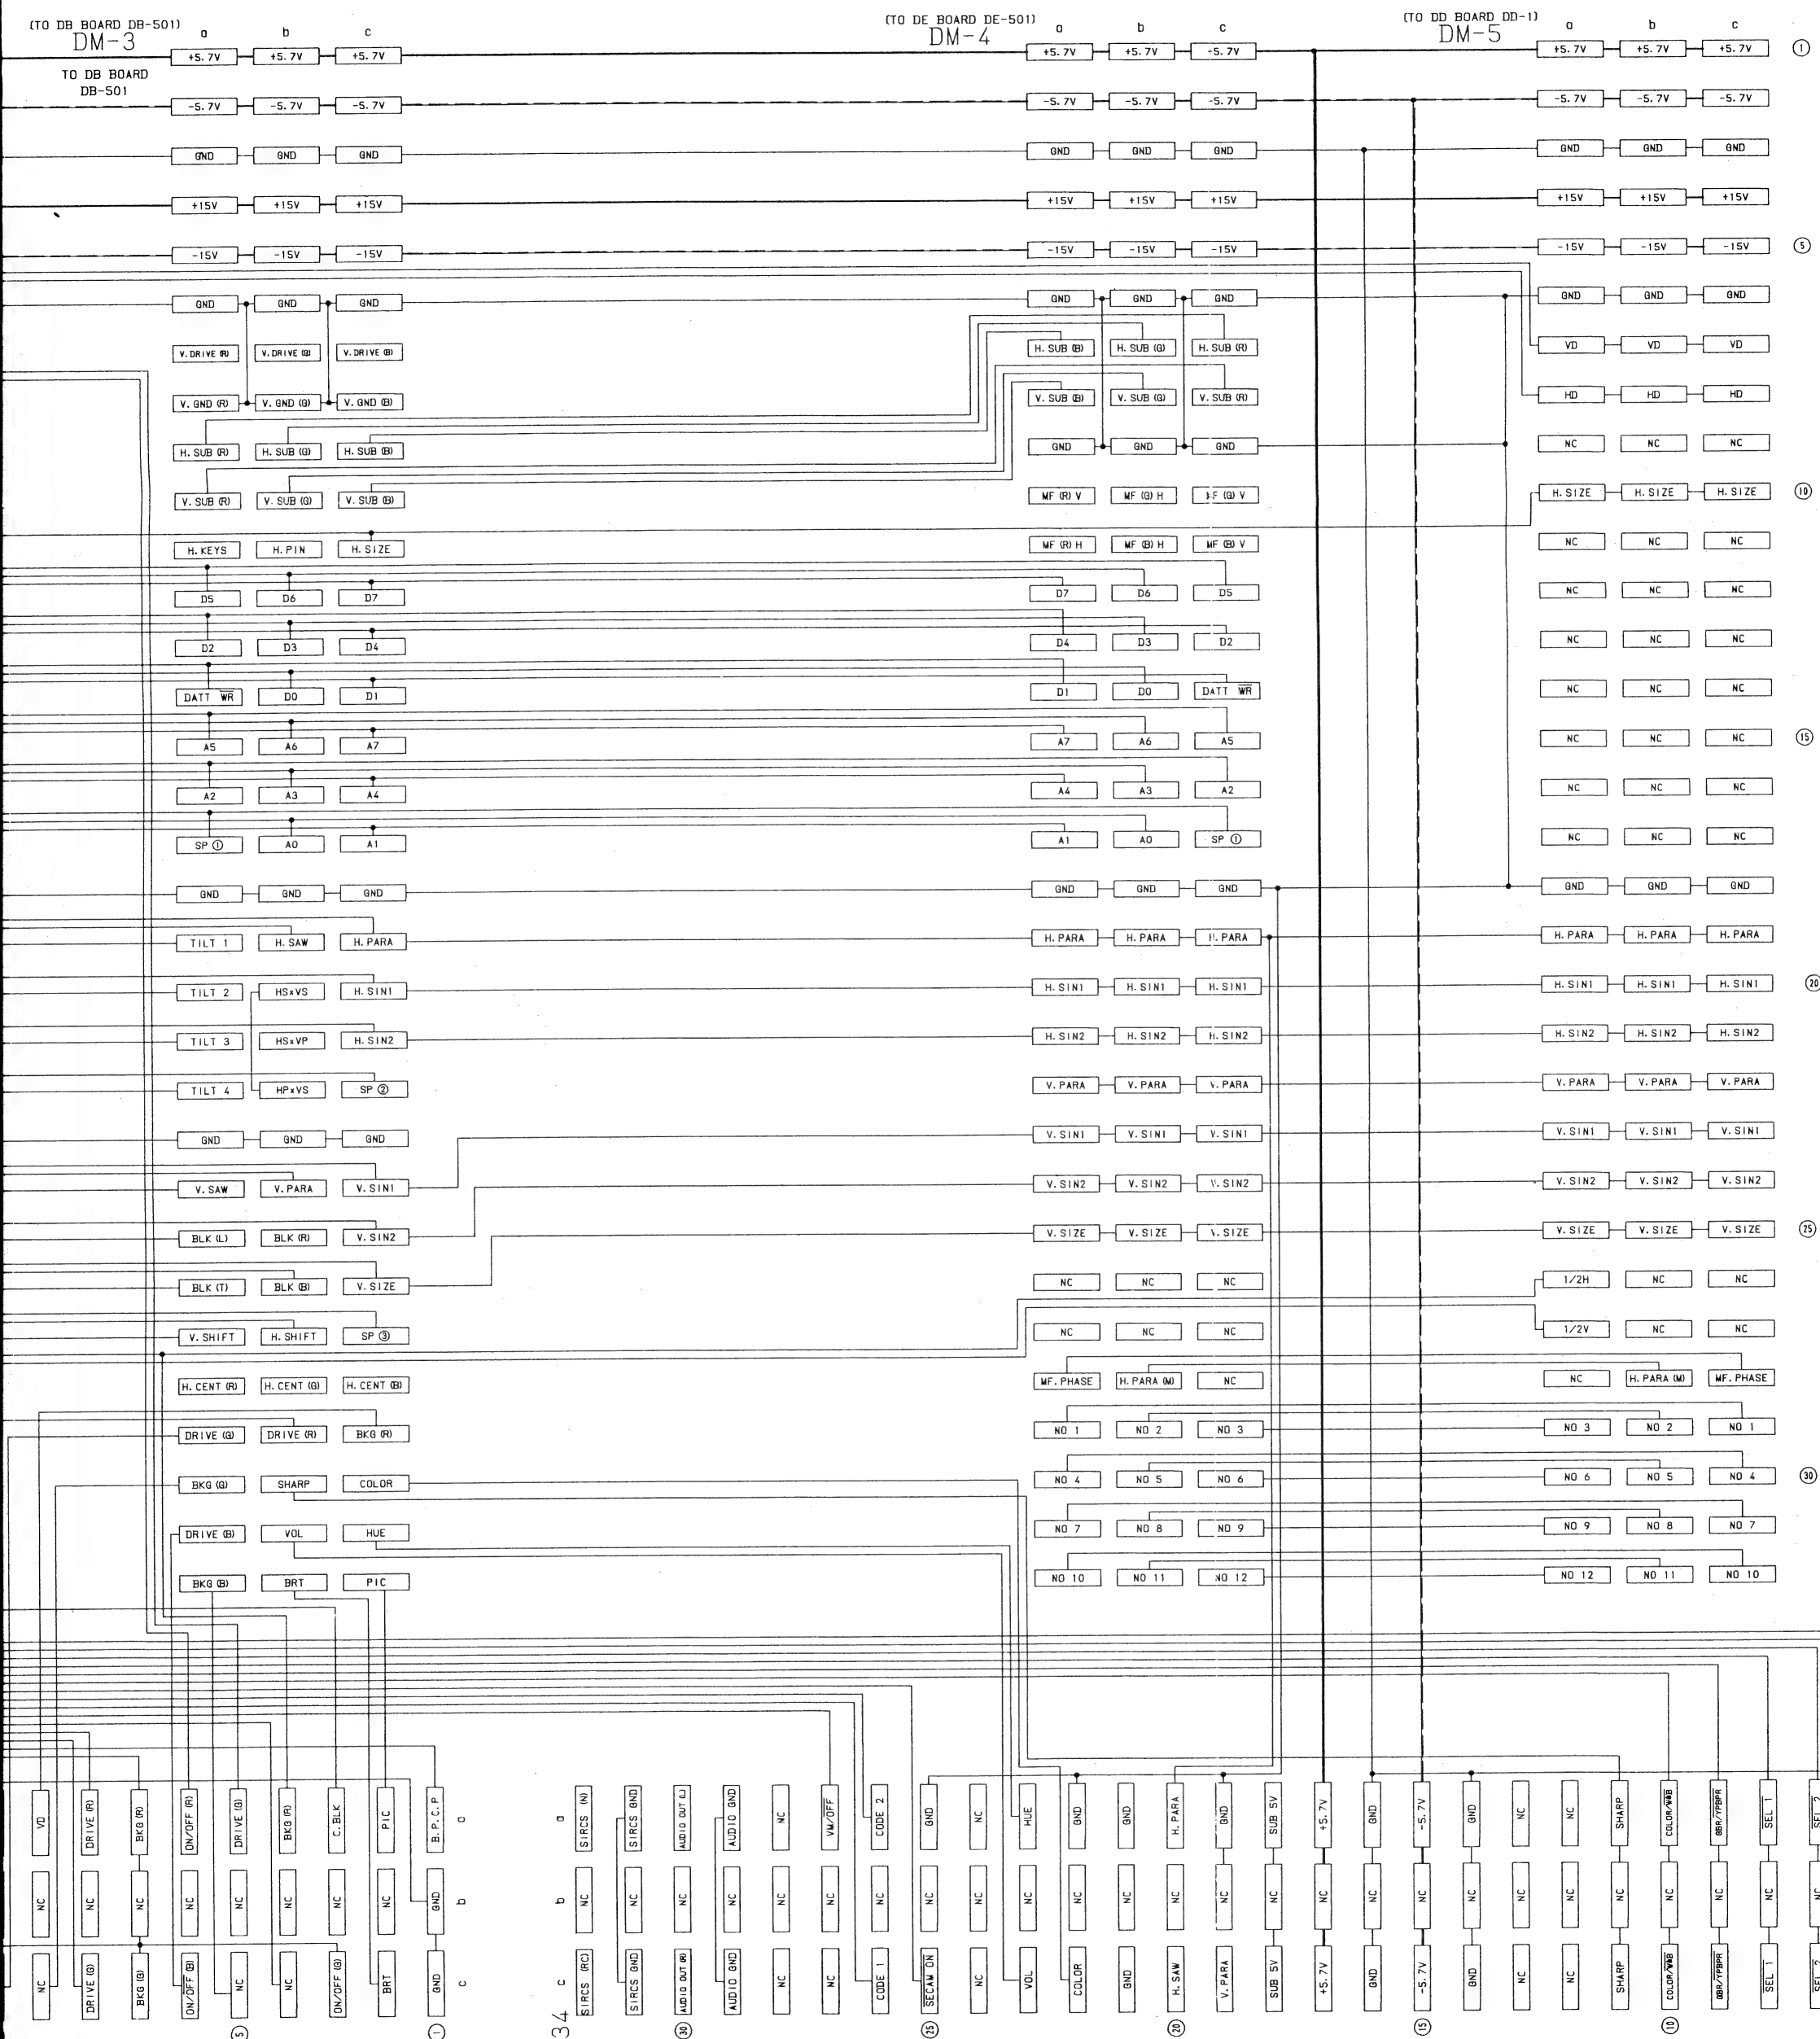 (TO DB BOARD DB-501)
DM-3
a b c
(TO DE BOARD DE-501)
DM-4
a b c
(TO DD BOARD DD-1)
DM-5
a b c
+5.7V +5.7V +5.7V +5.7V +5.7V +5.7V +5.7V +5.7V ①
TO DB BOARD
DB-501
-5.7V -5.7V -5.7V -5.7V -5.7V -5.7V -5.7V -5.7V -5.7V
GND GND GND GND GND GND GND GND GND
+15V +15V +15V +15V +15V +15V +15V +15V +15V
-15V -15V -15V -15V -15V -15V -15V -15V -15V ⑤
GND GND GND GND GND GND GND GND GND
V.DRIVE (R) V.DRIVE (G) V.DRIVE (B) H.SUB (B) H.SUB (G) H.SUB (R) VD VD VD
V.GND (R) V.GND (G) V.GND (B) V.SUB (B) V.SUB (G) V.SUB (R) HD HD HD
H.SUB (R) H.SUB (G) H.SUB (B) GND GND GND NC NC NC
V.SUB (R) V.SUB (G) V.SUB (B) MF (R) V MF (G) H MF (G) V H.SIZE H.SIZE H.SIZE ⑩
H.KEYS H.PIN H.SIZE MF (R) H MF (B) H MF (B) V NC NC NC
D5 D6 D7 D7 D6 D5 NC NC NC
D2 D3 D4 D4 D3 D2 NC NC NC
DATT W̅R̅ D0 D1 D1 D0 DATT W̅R̅ NC NC NC
A5 A6 A7 A7 A6 A5 NC NC NC ⑮
A2 A3 A4 A4 A3 A2 NC NC NC
SP ① A0 A1 A1 A0 SP ① NC NC NC
GND GND GND GND GND GND GND GND GND
TILT 1 H.SAW H.PARA H.PARA H.PARA H.PARA H.PARA H.PARA H.PARA
TILT 2 HSxVS H.SIN1 H.SIN1 H.SIN1 H.SIN1 H.SIN1 H.SIN1 H.SIN1 ⑳
TILT 3 HSxVP H.SIN2 H.SIN2 H.SIN2 H.SIN2 H.SIN2 H.SIN2 H.SIN2
TILT 4 HPxVS SP ② V.PARA V.PARA V.PARA V.PARA V.PARA V.PARA
GND GND GND V.SIN1 V.SIN1 V.SIN1 V.SIN1 V.SIN1 V.SIN1
V.SAW V.PARA V.SIN1 V.SIN2 V.SIN2 V.SIN2 V.SIN2 V.SIN2 V.SIN2
BLK (L) BLK (R) V.SIN2 V.SIZE V.SIZE V.SIZE V.SIZE V.SIZE V.SIZE ㉕
BLK (T) BLK (B) V.SIZE NC NC NC 1/2H NC NC
V.SHIFT H.SHIFT SP ③ NC NC NC 1/2V NC NC
H.CENT (R) H.CENT (G) H.CENT (B) MF.PHASE H.PARA (M) NC NC H.PARA (M) MF.PHASE
DRIVE (G) DRIVE (R) BKG (R) NO 1 NO 2 NO 3 NO 3 NO 2 NO 1
BKG (G) SHARP COLOR NO 4 NO 5 NO 6 NO 6 NO 5 NO 4 ㉚
DRIVE (B) VOL HUE NO 7 NO 8 NO 9 NO 9 NO 8 NO 7
BKG (B) BRT PIC NO 10 NO 11 NO 12 NO 12 NO 11 NO 10
VD DRIVE (R) BKG (R) ON/OFF (R) DRIVE (G) BKG (R) C.BLK PIC B.P.C.P a
a SIRCS (N) SIRCS GND AUDIO OUT (L) AUDIO GND NC VM/O̅F̅F̅ CODE 2 GND NC HUE GND GND H.PARA GND SUB 5V +5.7V GND -5.7V GND NC NC SHARP COLOR/W̅&̅B̅ GBR/Y̅P̅B̅P̅R̅ S̅E̅L̅ ̅1̅ S̅E̅L̅ ̅2̅
NC NC NC NC NC NC NC NC GND b
b NC NC NC NC NC NC NC NC NC NC NC NC NC NC NC NC NC NC NC NC NC NC NC NC NC NC
NC DRIVE (G) BKG (G) ON/O̅F̅F̅ (B) NC NC ON/OFF (G) BRT GND c
c SIRCS (RC) SIRCS GND AUDIO OUT (R) AUDIO GND NC NC CODE 1 S̅E̅C̅A̅M̅ ̅O̅N̅ NC VOL COLOR GND H.SAW V.PARA SUB 5V +5.7V GND -5.7V GND NC NC SHARP COLOR/W̅&̅B̅ GBR/Y̅P̅B̅P̅R̅ S̅E̅L̅ ̅1̅ S̅E̅L̅ ̅2̅
① 34 ㉚ ㉕ ⑳ ⑮ ⑩